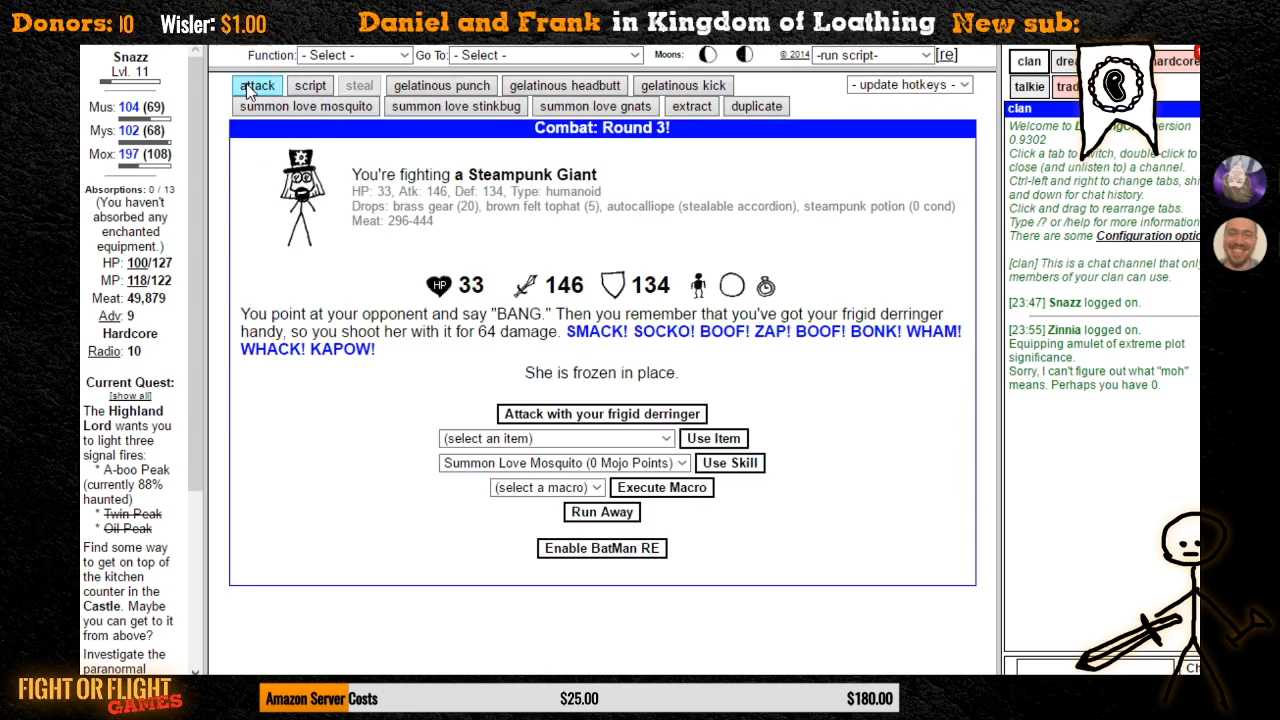 Donors: 10 Wisler: $1.00 Daniel and Frank in Kingdom of Loathing New sub:
Snazz
Lvl. 11
Mus: 104 (69)
Mys: 102 (68)
Mox: 197 (108)
Absorptions: 0 / 13
(You haven't
absorbed any
enchanted
equipment.)
HP: 100/127
MP: 118/122
Meat: 49,879
Adv: 9
Hardcore
Radio: 10
Current Quest:
[show all]
The Highland
Lord wants you
to light three
signal fires:
* A-boo Peak
(currently 88%
haunted)
* Twin Peak
* Oil Peak
Find some way
to get on top of
the kitchen
counter in the
Castle. Maybe
you can get to it
from above?
Investigate the
paranormal
Function: - Select - Go To: - Select - Moons: © 2014 -run script- [re]
attack script steal gelatinous punch gelatinous headbutt gelatinous kick - update hotkeys -
summon love mosquito summon love stinkbug summon love gnats extract duplicate
Combat: Round 3!
You're fighting a Steampunk Giant
HP: 33, Atk: 146, Def: 134, Type: humanoid
Drops: brass gear (20), brown felt tophat (5), autocalliope (stealable accordion), steampunk potion (0 cond)
Meat: 296-444
HP 33 146 134
You point at your opponent and say "BANG." Then you remember that you've got your frigid derringer
handy, so you shoot her with it for 64 damage. SMACK! SOCKO! BOOF! ZAP! BOOF! BONK! WHAM!
WHACK! KAPOW!
She is frozen in place.
Attack with your frigid derringer
(select an item) Use Item
Summon Love Mosquito (0 Mojo Points) Use Skill
(select a macro) Execute Macro
Run Away
Enable BatMan RE
clan hardcore
talkie
clan
Welcome to
0.9302
Click a tab to switch, double-click to
close (and unlisten to) a channel.
Ctrl-left and right to change tabs,
and down for chat history.
Click and drag to rearrange tabs.
Type /? or /help for more information
There are some Configuration
[clan] This is a chat channel that only
members of your clan can use.
[23:47] Snazz logged on.
[23:55] Zinnia logged on.
Equipping amulet of extreme plot
significance.
Sorry, I can't figure out what "moh"
means. Perhaps you have 0.
FIGHT OR FLIGHT
GAMES
Amazon Server Costs $25.00 $180.00